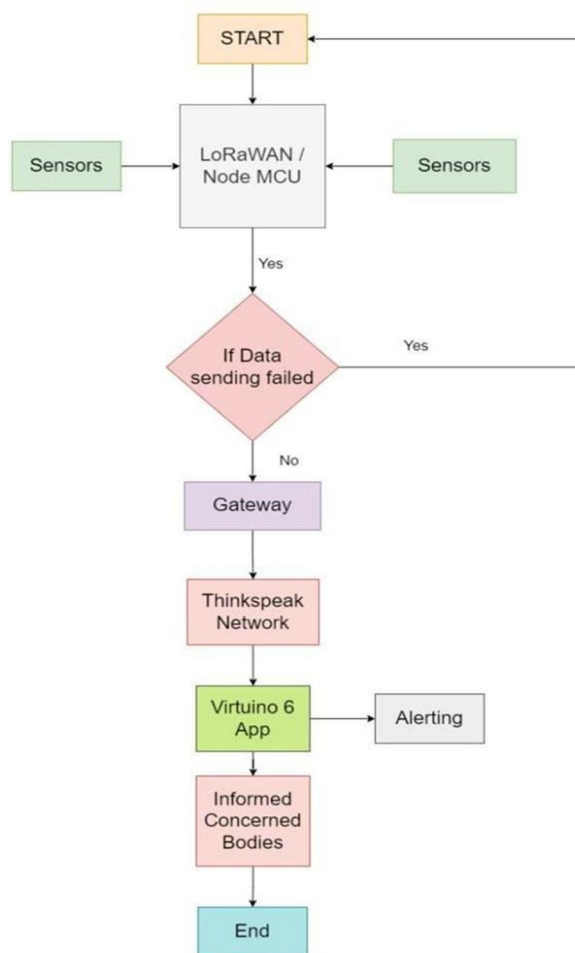 START
LoRaWAN /
Node MCU
Sensors
Sensors
Yes
If Data
sending failed
Yes
No
Gateway
Thinkspeak
Network
Virtuino 6
App
Alerting
Informed
Concerned
Bodies
End